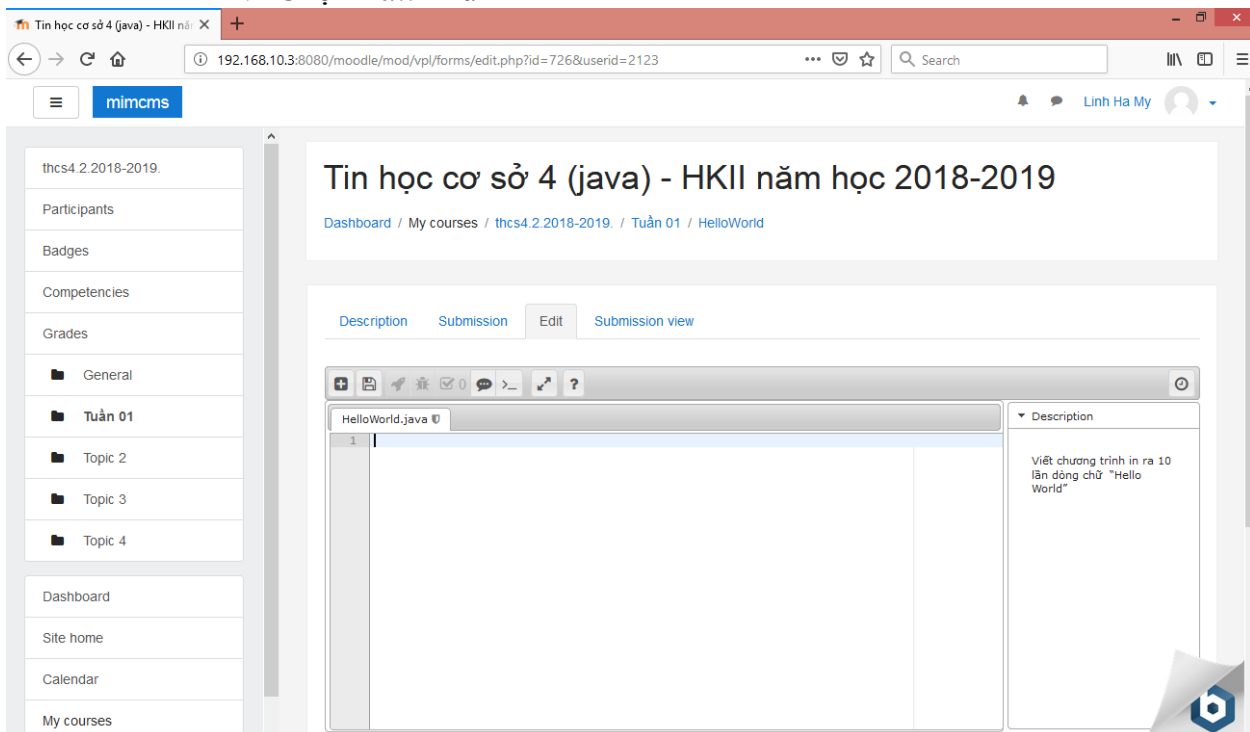 Tin học cơ sở 4 (java) - HKII năm
192.168.10.3:8080/moodle/mod/vpl/forms/edit.php?id=726&userid=2123
Search
mimcms
Linh Ha My
thcs4.2.2018-2019.
Participants
Badges
Competencies
Grades
General
Tuần 01
Topic 2
Topic 3
Topic 4
Dashboard
Site home
Calendar
My courses
Tin học cơ sở 4 (java) - HKII năm học 2018-2019
Dashboard / My courses / thcs4.2.2018-2019. / Tuần 01 / HelloWorld
Description Submission Edit Submission view
0 >_ ?
HelloWorld.java
1
Description
Viết chương trình in ra 10
lần dòng chữ "Hello
World"